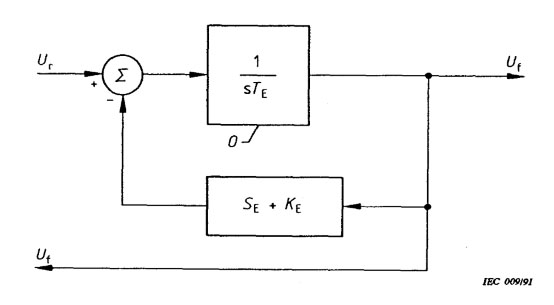 U_r
+
Σ
−
1
sT_E
U_f
0
S_E + K_E
U_f
IEC 009/91